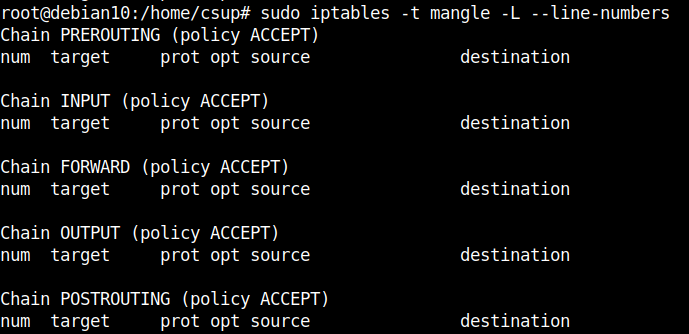 root@debian10:/home/csup# sudo iptables -t mangle -L --line-numbers
Chain PREROUTING (policy ACCEPT)
num  target     prot opt source               destination
Chain INPUT (policy ACCEPT)
num  target     prot opt source               destination
Chain FORWARD (policy ACCEPT)
num  target     prot opt source               destination
Chain OUTPUT (policy ACCEPT)
num  target     prot opt source               destination
Chain POSTROUTING (policy ACCEPT)
num  target     prot opt source               destination